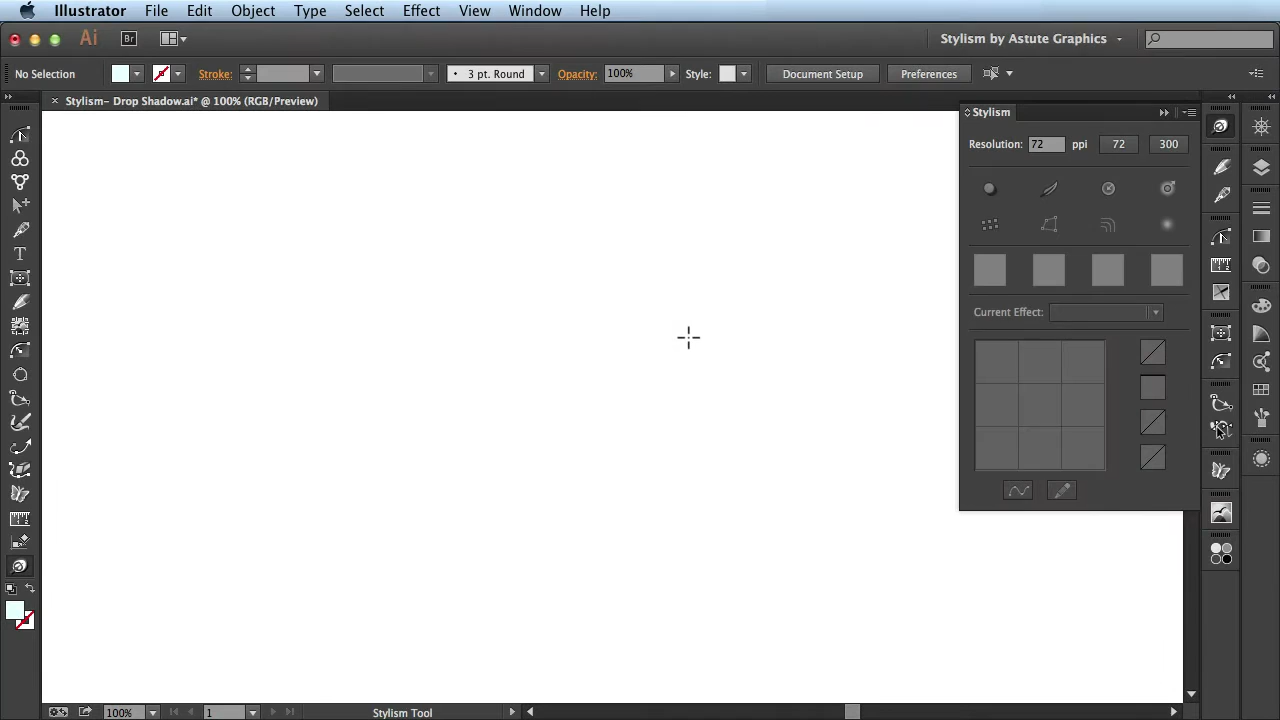 Illustrator File Edit Object Type Select Effect View Window Help
Ai Br Stylism by Astute Graphics
No Selection Stroke: 3 pt. Round Opacity: 100% Style: Document Setup Preferences
Stylism- Drop Shadow.ai* @ 100% (RGB/Preview)
Stylism
Resolution: 72 ppi 72 300
Current Effect:
T
100% 1 Stylism Tool